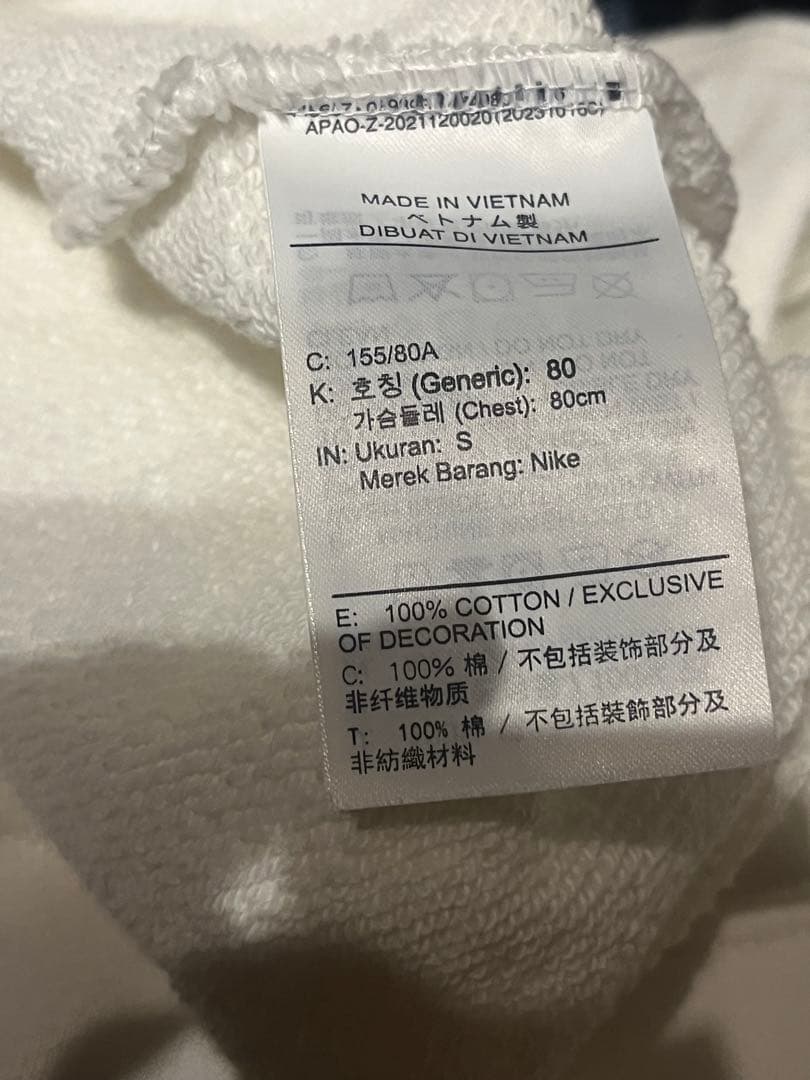 APAO-Z-2021120020(20231016C)
MADE IN VIETNAM
ベトナム製
DIBUAT DI VIETNAM
C: 155/80A
K: 호칭 (Generic): 80
가슴둘레 (Chest): 80cm
IN: Ukuran: S
Merek Barang: Nike
E: 100% COTTON / EXCLUSIVE
OF DECORATION
C: 100% 棉 / 不包括装饰部分及
非纤维物质
T: 100% 棉 / 不包括裝飾部分及
非紡織材料